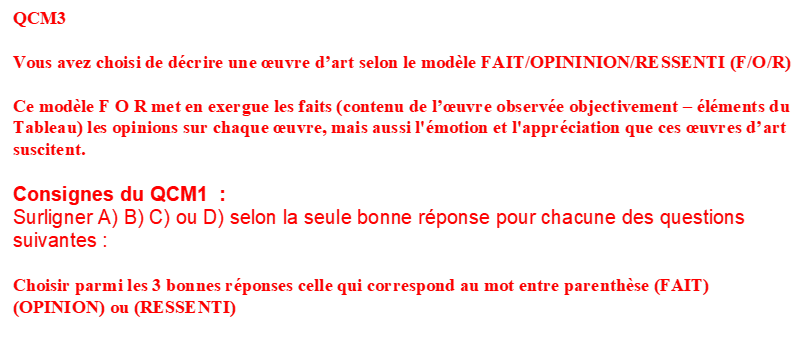 QCM3
Vous avez choisi de décrire une œuvre d’art selon le modèle FAIT/OPININION/RESSENTI (F/O/R)
Ce modèle F O R met en exergue les faits (contenu de l’œuvre observée objectivement – éléments du
Tableau) les opinions sur chaque œuvre, mais aussi l'émotion et l'appréciation que ces œuvres d’art
suscitent.
Consignes du QCM1 :
Surligner A) B) C) ou D) selon la seule bonne réponse pour chacune des questions
suivantes :
Choisir parmi les 3 bonnes réponses celle qui correspond au mot entre parenthèse (FAIT)
(OPINION) ou (RESSENTI)